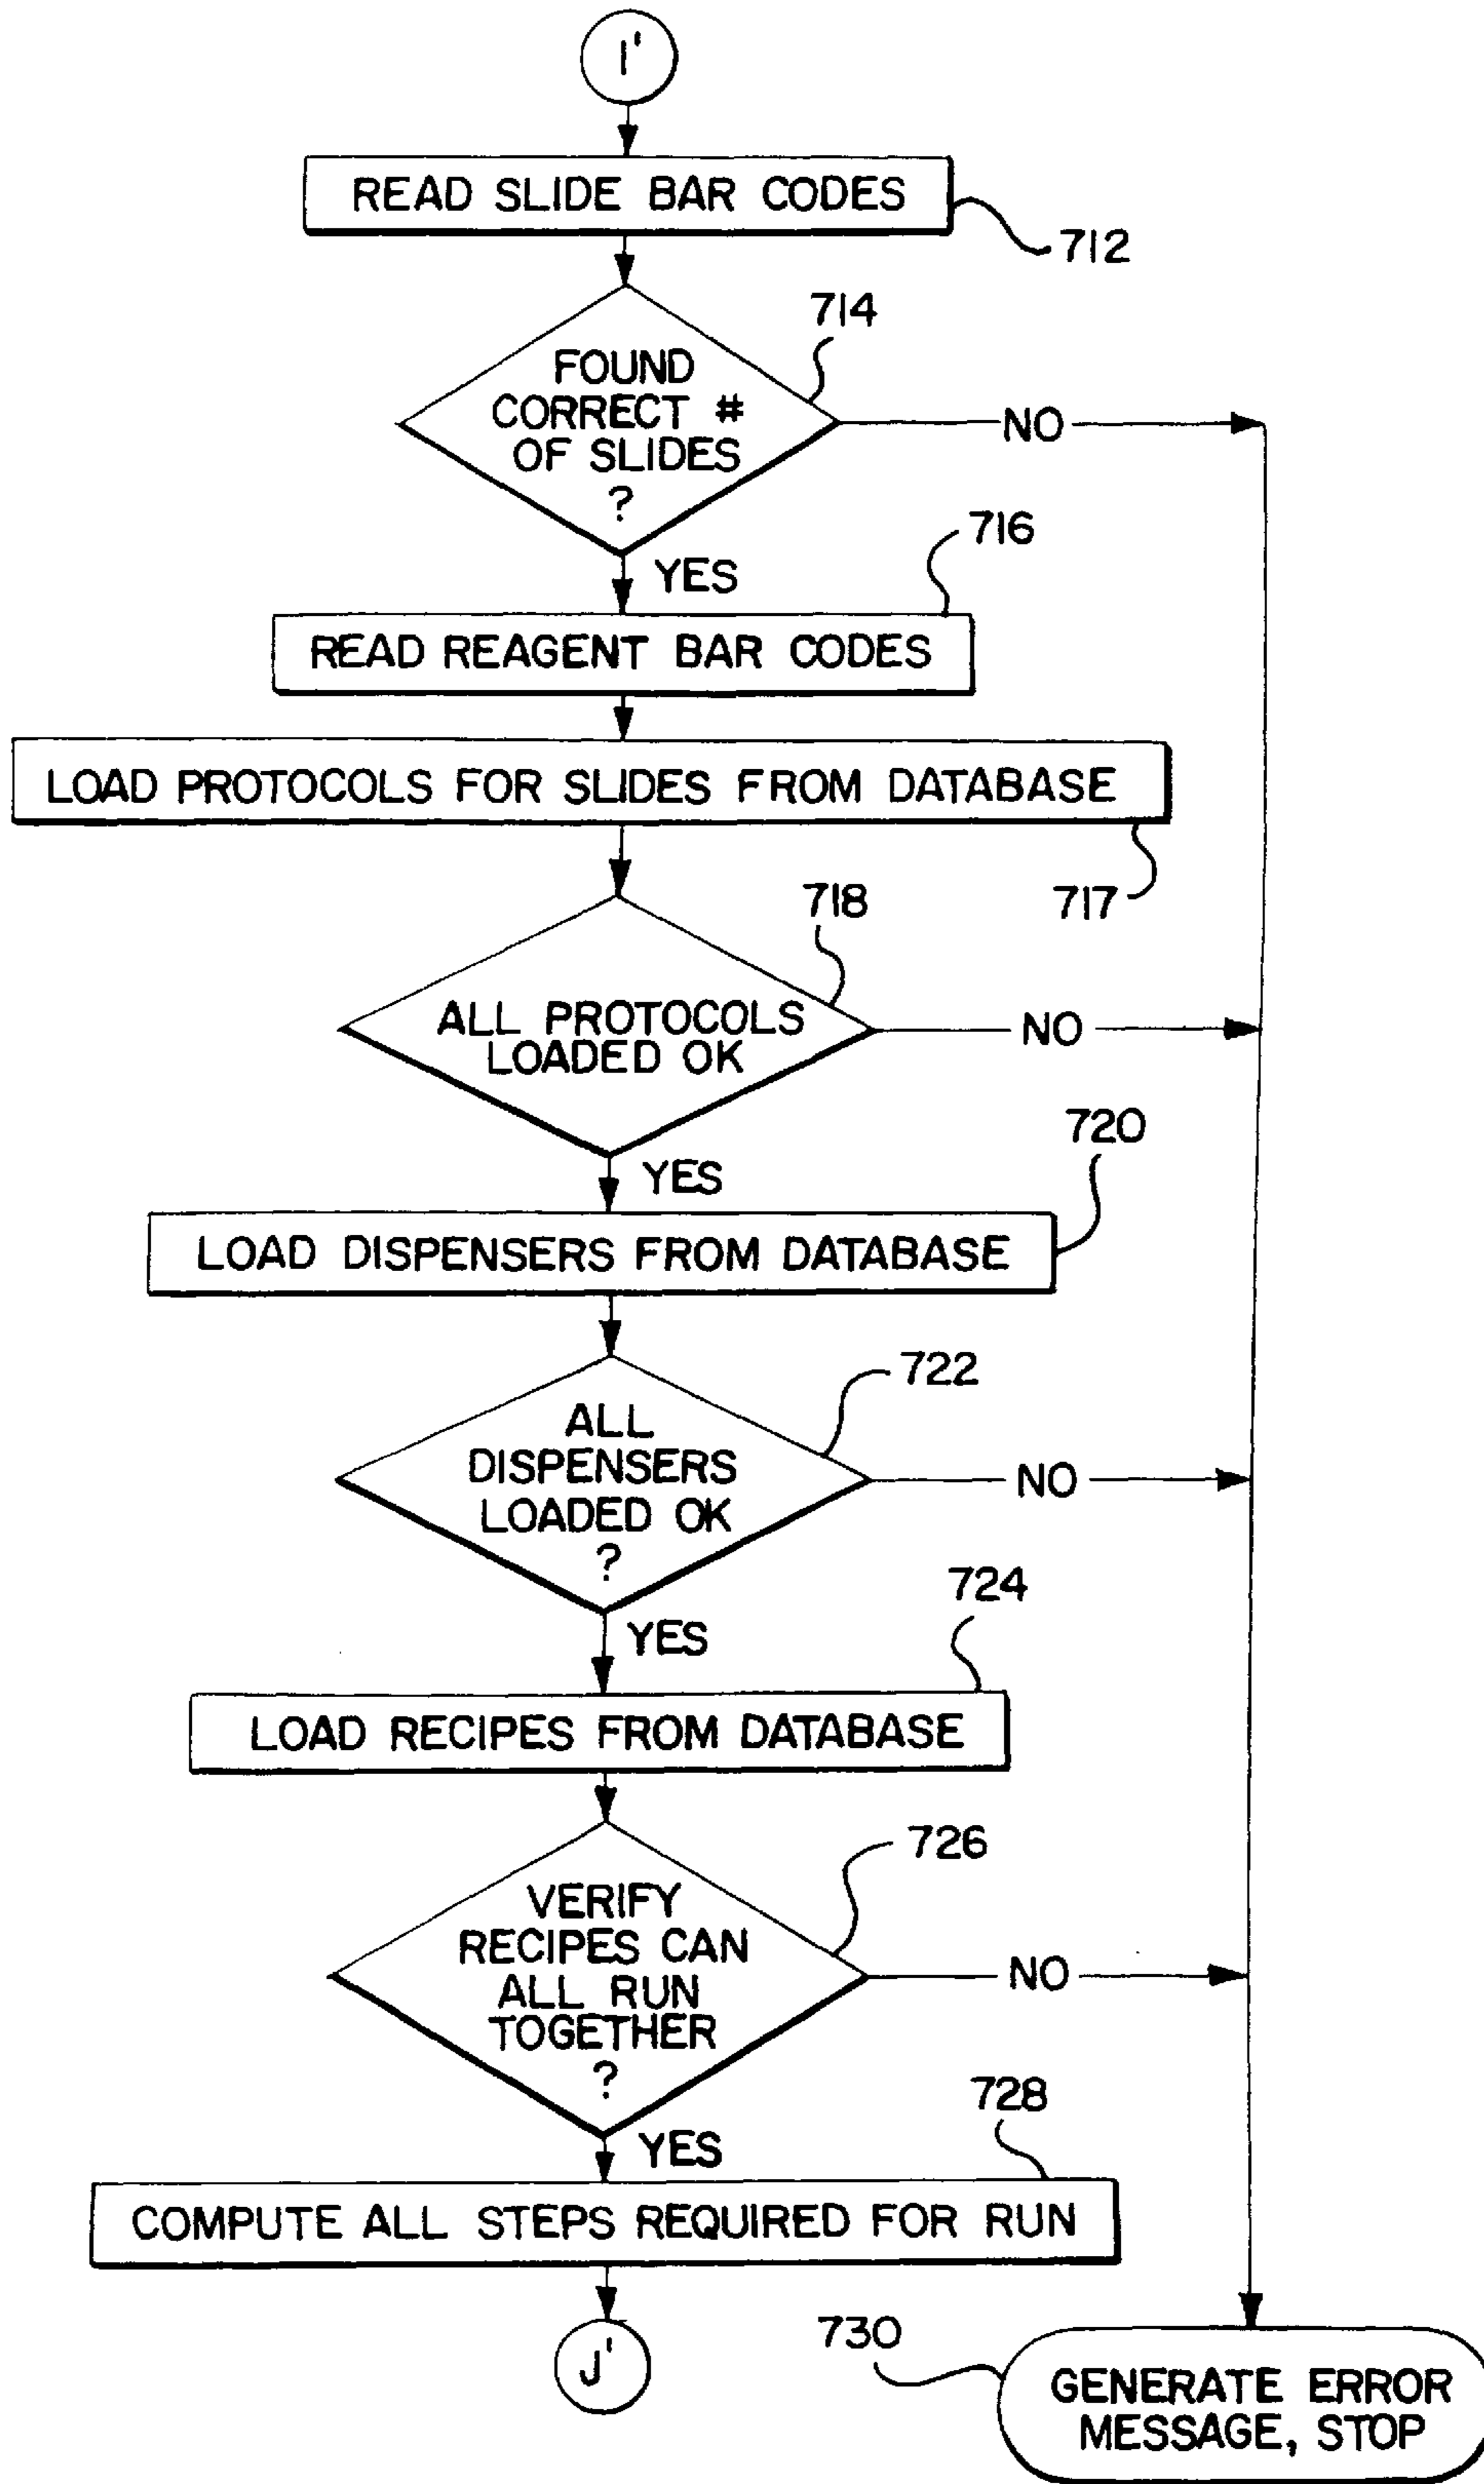 I'
READ SLIDE BAR CODES
712
714
FOUND
CORRECT #
OF SLIDES
?
NO
YES
716
READ REAGENT BAR CODES
LOAD PROTOCOLS FOR SLIDES FROM DATABASE
717
718
ALL PROTOCOLS
LOADED OK
NO
YES
720
LOAD DISPENSERS FROM DATABASE
722
ALL
DISPENSERS
LOADED OK
?
NO
YES
724
LOAD RECIPES FROM DATABASE
726
VERIFY
RECIPES CAN
ALL RUN
TOGETHER
?
NO
YES
728
COMPUTE ALL STEPS REQUIRED FOR RUN
J'
730
GENERATE ERROR
MESSAGE, STOP